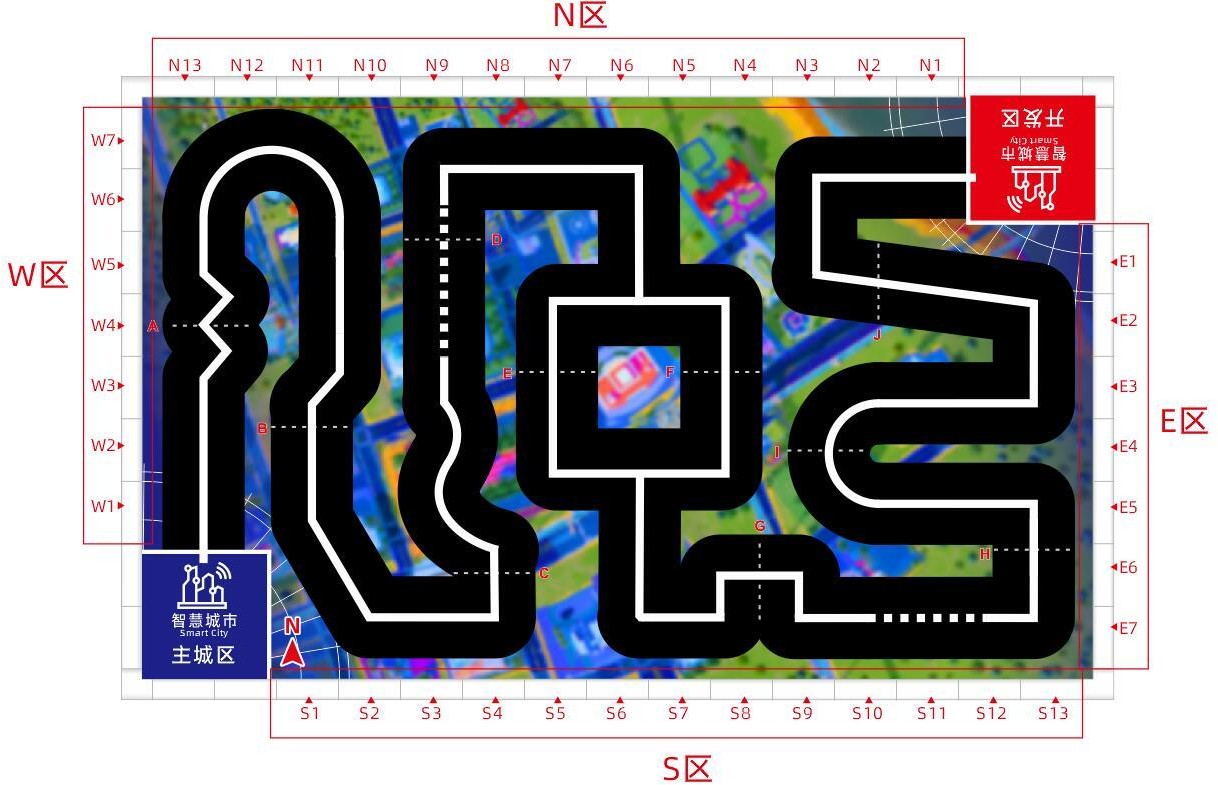 N区
N13 N12 N11 N10 N9 N8 N7 N6 N5 N4 N3 N2 N1
开发区
Smart City
智慧城市
W区
W7
W6
W5
W4
W3
W2
W1
E区
E1
E2
E3
E4
E5
E6
E7
A
B
C
D
E
F
G
H
I
J
智慧城市
Smart City
主城区
N
S1 S2 S3 S4 S5 S6 S7 S8 S9 S10 S11 S12 S13
S区